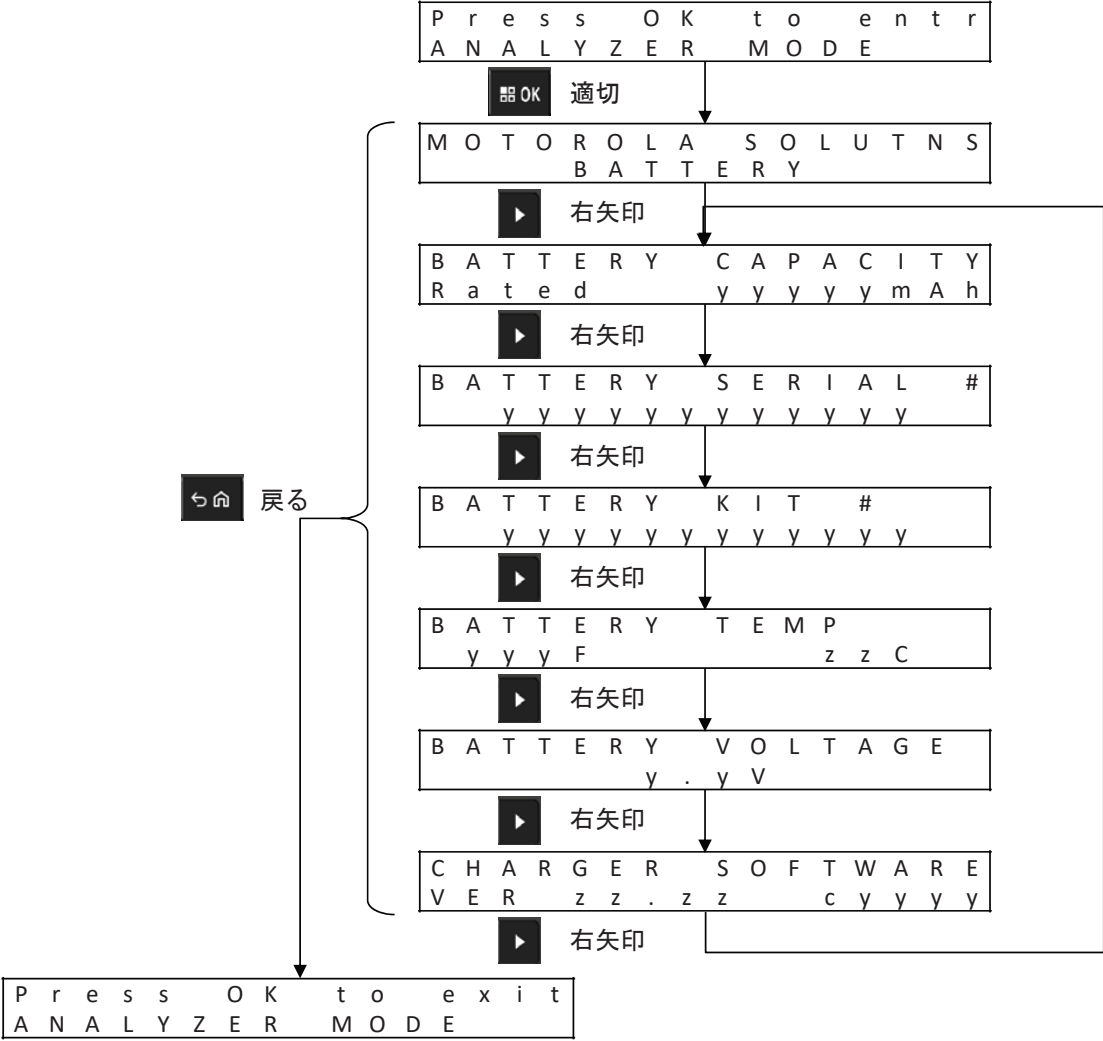 Press OK to entr
ANALYZER MODE
OK 適切
MOTOROLA SOLUTNS
BATTERY
右矢印
BATTERY CAPACITY
Rated yyyyymAh
右矢印
BATTERY SERIAL #
yyyyyyyyyyyy
右矢印
戻る
BATTERY KIT #
yyyyyyyyyyyy
右矢印
BATTERY TEMP
yyyF zzC
右矢印
BATTERY VOLTAGE
y.yV
右矢印
CHARGER SOFTWARE
VER zz.zz cyyyy
右矢印
Press OK to exit
ANALYZER MODE